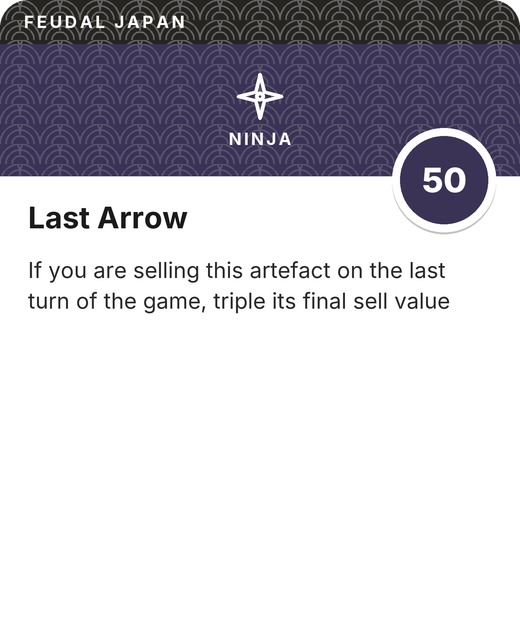 FEUDAL JAPAN
NINJA
50
Last Arrow
If you are selling this artefact on the last
turn of the game, triple its final sell value